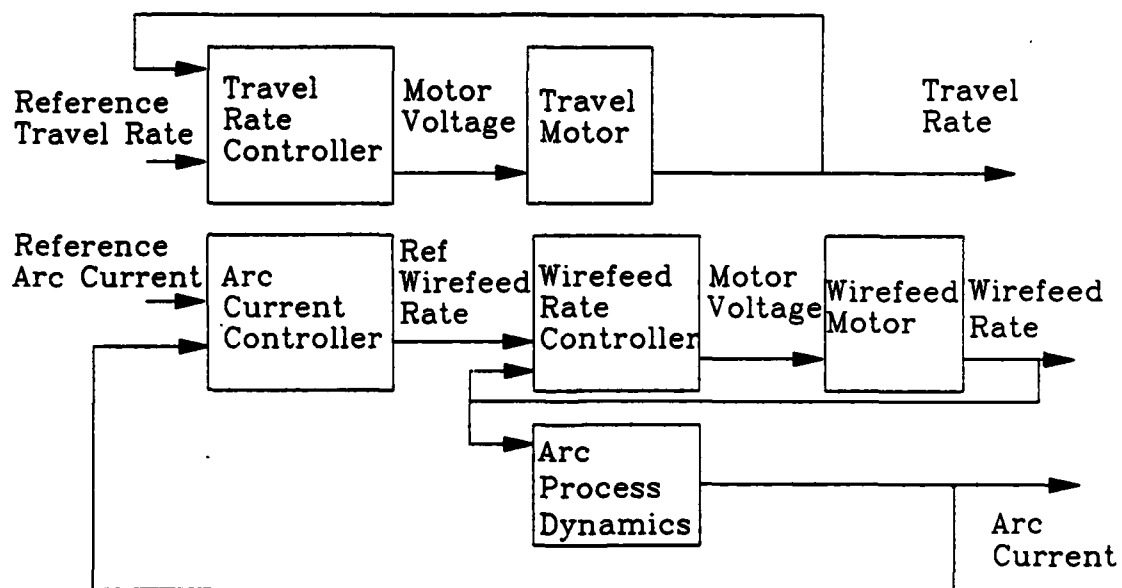 Reference
Travel Rate
Travel
Rate
Controller
Motor
Voltage
Travel
Motor
Travel
Rate
Reference
Arc Current
Arc
Current
Controller
Ref
Wirefeed
Rate
Wirefeed
Rate
Controller
Motor
Voltage
Wirefeed
Motor
Wirefeed
Rate
Arc
Process
Dynamics
Arc
Current